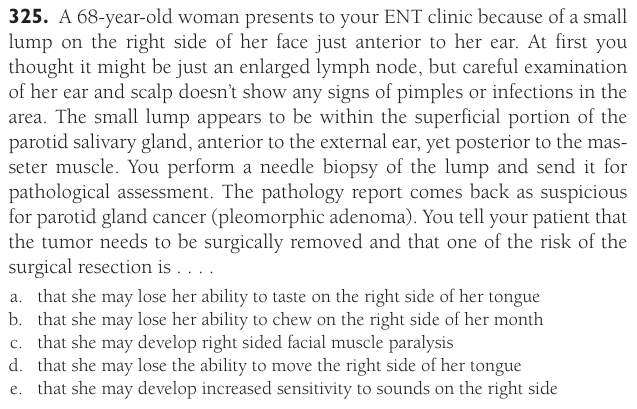 325. A 68-year-old woman presents to your ENT clinic because of a small
lump on the right side of her face just anterior to her ear. At first you
thought it might be just an enlarged lymph node, but careful examination
of her ear and scalp doesn't show any signs of pimples or infections in the
area. The small lump appears to be within the superficial portion of the
parotid salivary gland, anterior to the external ear, yet posterior to the mas-
seter muscle. You perform a needle biopsy of the lump and send it for
pathological assessment. The pathology report comes back as suspicious
for parotid gland cancer (pleomorphic adenoma). You tell your patient that
the tumor needs to be surgically removed and that one of the risk of the
surgical resection is . . . .
a. that she may lose her ability to taste on the right side of her tongue
b. that she may lose her ability to chew on the right side of her month
c. that she may develop right sided facial muscle paralysis
d. that she may lose the ability to move the right side of her tongue
e. that she may develop increased sensitivity to sounds on the right side